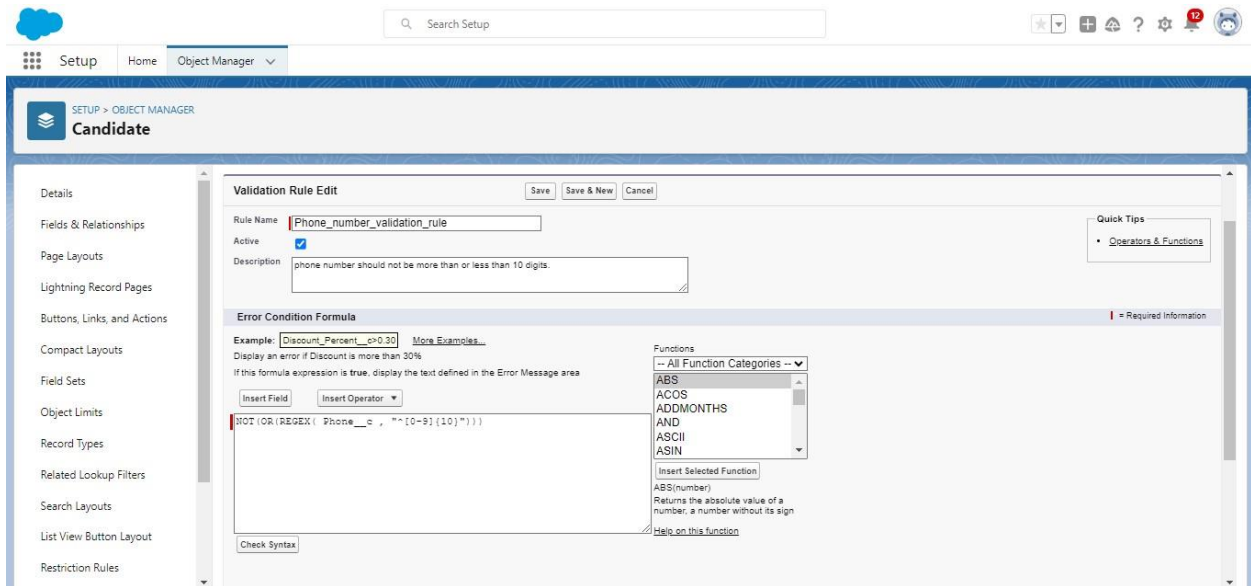 Search Setup
12
Setup
Home
Object Manager
SETUP > OBJECT MANAGER
Candidate
Details
Fields & Relationships
Page Layouts
Lightning Record Pages
Buttons, Links, and Actions
Compact Layouts
Field Sets
Object Limits
Record Types
Related Lookup Filters
Search Layouts
List View Button Layout
Restriction Rules
Validation Rule Edit
Save
Save & New
Cancel
Rule Name
Phone_number_validation_rule
Active
Description
phone number should not be more than or less than 10 digits.
Quick Tips
• Operators & Functions
Error Condition Formula
= Required Information
Example: Discount_Percent__c>0.30 More Examples...
Display an error if Discount is more than 30%
If this formula expression is true, display the text defined in the Error Message area
Insert Field
Insert Operator
NOT(OR(REGEX( Phone__c , "^[0-9]{10}")))
Check Syntax
Functions
-- All Function Categories --
ABS
ACOS
ADDMONTHS
AND
ASCII
ASIN
Insert Selected Function
ABS(number)
Returns the absolute value of a
number, a number without its sign
Help on this function